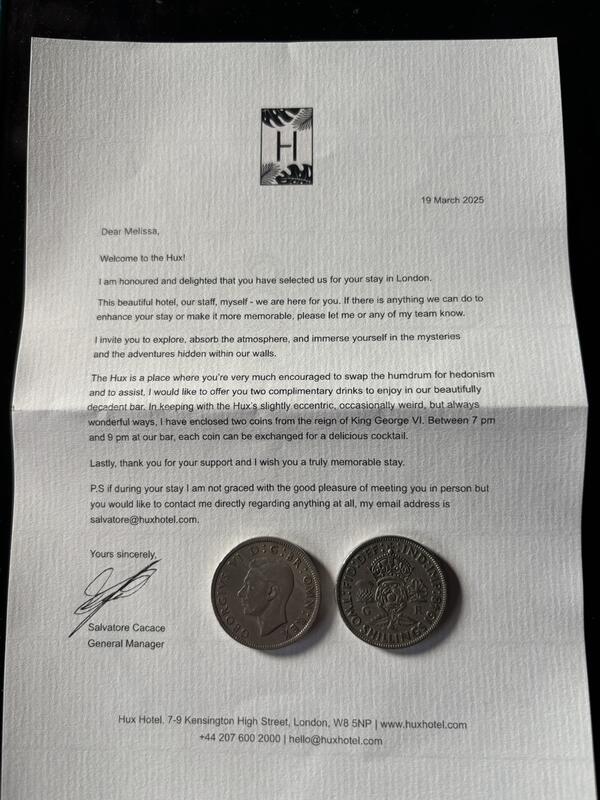 H
19 March 2025
Dear Melissa,
Welcome to the Hux!
I am honoured and delighted that you have selected us for your stay in London.
This beautiful hotel, our staff, myself - we are here for you. If there is anything we can do to
enhance your stay or make it more memorable, please let me or any of my team know.
I invite you to explore, absorb the atmosphere, and immerse yourself in the mysteries
and the adventures hidden within our walls.
The Hux is a place where you're very much encouraged to swap the humdrum for hedonism
and to assist, I would like to offer you two complimentary drinks to enjoy in our beautifully
decadent bar. In keeping with the Hux's slightly eccentric, occasionally weird, but always
wonderful ways, I have enclosed two coins from the reign of King George VI. Between 7 pm
and 9 pm at our bar, each coin can be exchanged for a delicious cocktail.
Lastly, thank you for your support and I wish you a truly memorable stay.
P.S if during your stay I am not graced with the good pleasure of meeting you in person but
you would like to contact me directly regarding anything at all, my email address is
salvatore@huxhotel.com.
Yours sincerely,
GEORGIVS VI D:G:BR:OMN:REX
FID:DEF IND:IMP
G R
SHILLINGS
Salvatore Cacace
General Manager
Hux Hotel. 7-9 Kensington High Street, London, W8 5NP | www.huxhotel.com
+44 207 600 2000 | hello@huxhotel.com